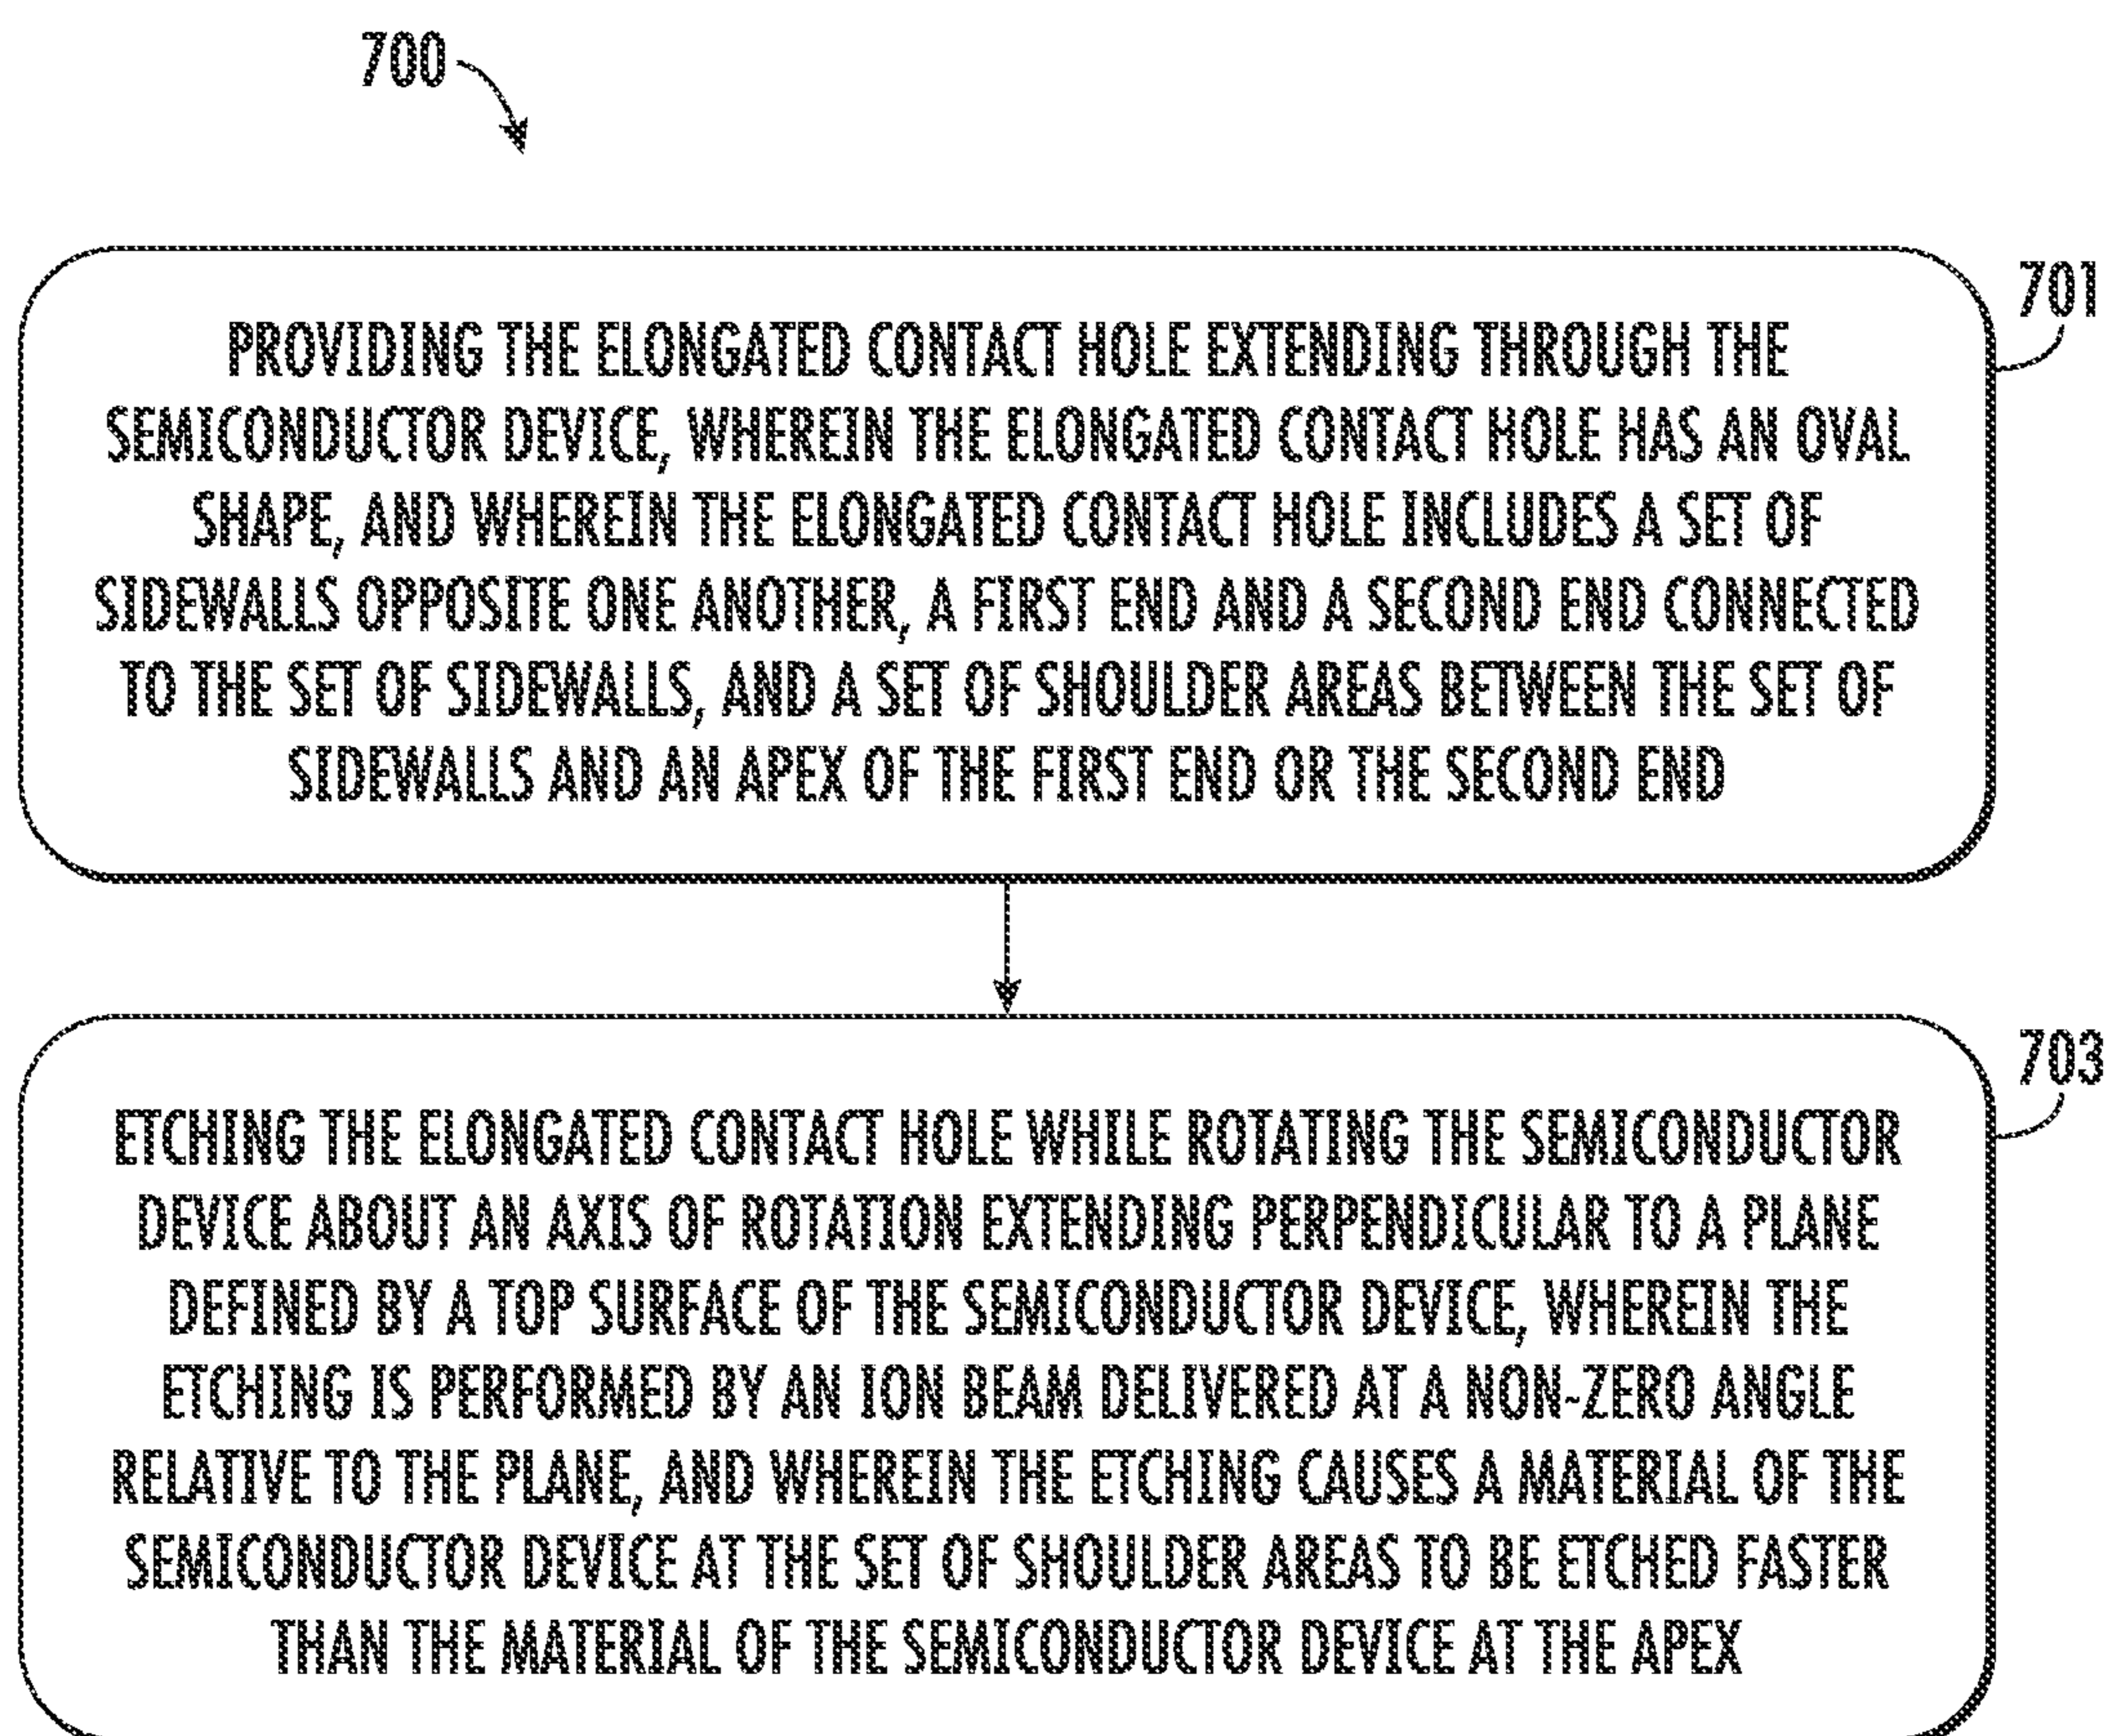 700
701
PROVIDING THE ELONGATED CONTACT HOLE EXTENDING THROUGH THE
SEMICONDUCTOR DEVICE, WHEREIN THE ELONGATED CONTACT HOLE HAS AN OVAL
SHAPE, AND WHEREIN THE ELONGATED CONTACT HOLE INCLUDES A SET OF
SIDEWALLS OPPOSITE ONE ANOTHER, A FIRST END AND A SECOND END CONNECTED
TO THE SET OF SIDEWALLS, AND A SET OF SHOULDER AREAS BETWEEN THE SET OF
SIDEWALLS AND AN APEX OF THE FIRST END OR THE SECOND END
703
ETCHING THE ELONGATED CONTACT HOLE WHILE ROTATING THE SEMICONDUCTOR
DEVICE ABOUT AN AXIS OF ROTATION EXTENDING PERPENDICULAR TO A PLANE
DEFINED BY A TOP SURFACE OF THE SEMICONDUCTOR DEVICE, WHEREIN THE
ETCHING IS PERFORMED BY AN ION BEAM DELIVERED AT A NON-ZERO ANGLE
RELATIVE TO THE PLANE, AND WHEREIN THE ETCHING CAUSES A MATERIAL OF THE
SEMICONDUCTOR DEVICE AT THE SET OF SHOULDER AREAS TO BE ETCHED FASTER
THAN THE MATERIAL OF THE SEMICONDUCTOR DEVICE AT THE APEX